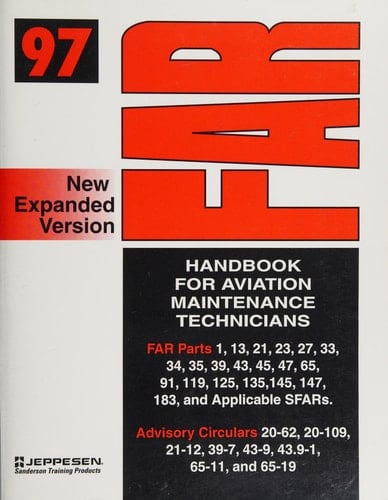 97
FAR
New
Expanded
Version
HANDBOOK
FOR AVIATION
MAINTENANCE
TECHNICIANS
FAR Parts 1, 13, 21, 23, 27, 33,
34, 35, 39, 43, 45, 47, 65,
91, 119, 125, 135,145, 147,
183, and Applicable SFARs.
Advisory Circulars 20-62, 20-109,
21-12, 39-7, 43-9, 43.9-1,
65-11, and 65-19
JEPPESEN
Sanderson Training Products